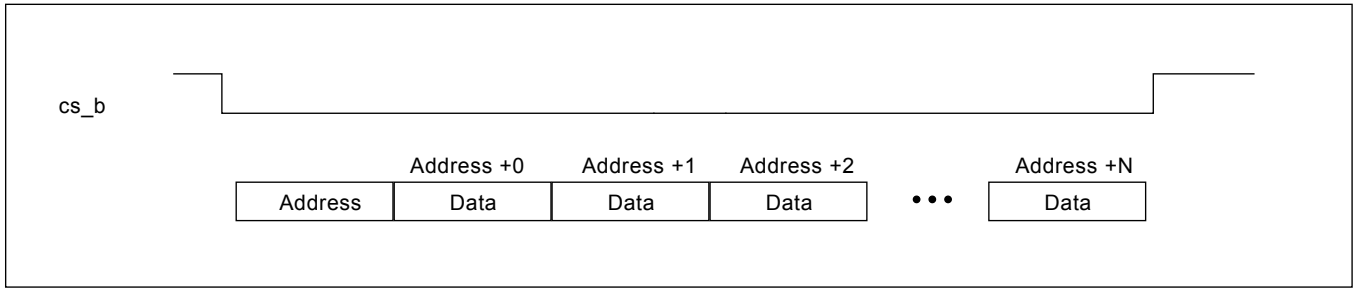 cs_b
Address +0 Address +1 Address +2 Address +N
Address Data Data Data ••• Data